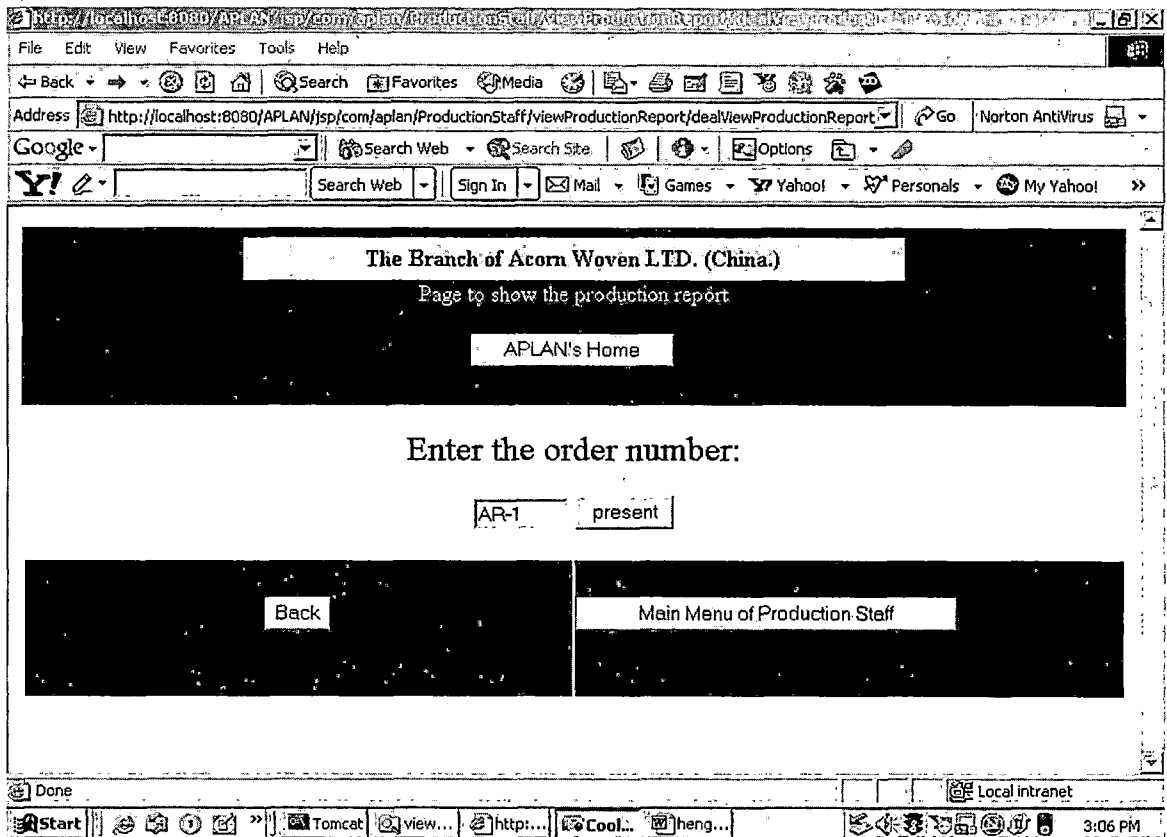 http://localhost:8080/APLAN/jsp/com/aplan/ProductionStaff/viewProductionReport/
File Edit View Favorites Tools Help
Back Search Favorites Media
Address http://localhost:8080/APLAN/jsp/com/aplan/ProductionStaff/viewProductionReport/dealViewProductionReport Go Norton AntiVirus
Google Search Web Search Site Options
Y! Search Web Sign In Mail Games Yahoo! Personals My Yahoo! »
The Branch of Acorn Woven LTD. (China.)
Page to show the production report
APLAN's Home
Enter the order number:
AR-1 present
Back Main Menu of Production Staff
Done Local intranet
Start » Tomcat view... http:... Cool... heng... 3:06 PM